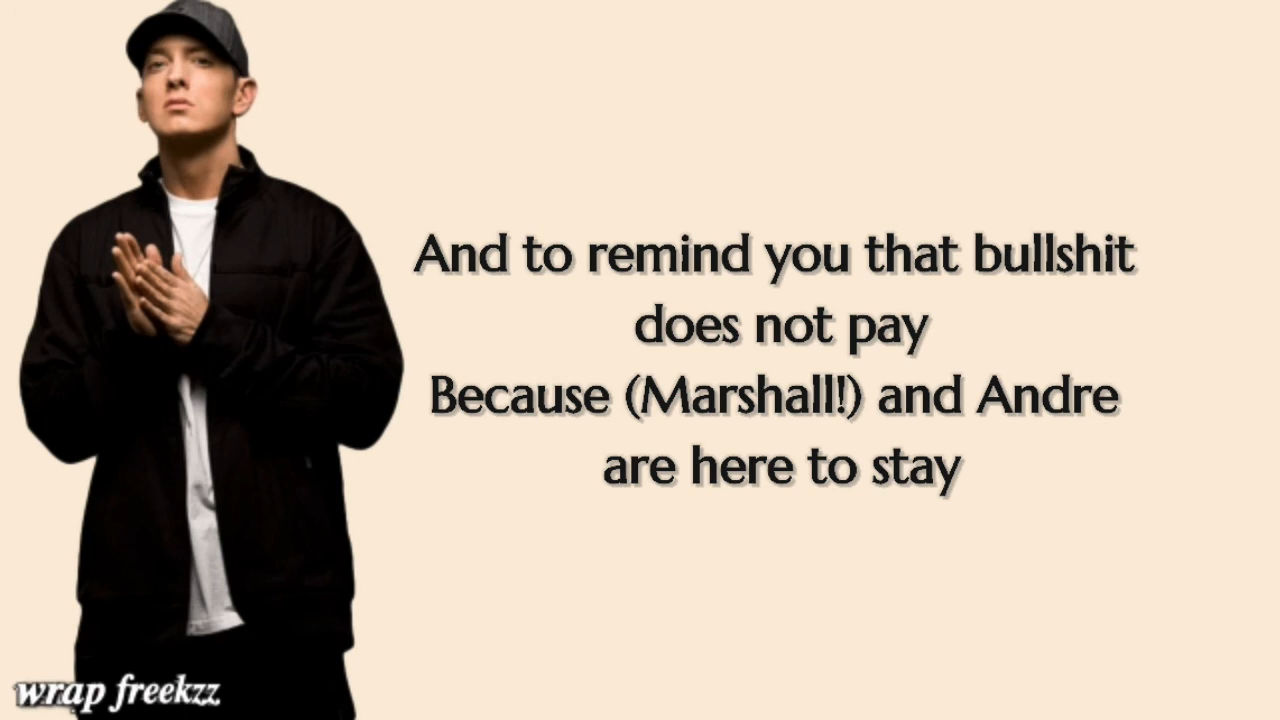 And to remind you that bullshit
does not pay
Because (Marshall!) and Andre
are here to stay
wrap freekzz